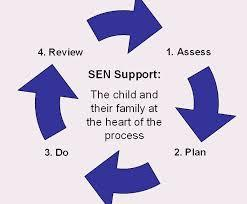 4. Review
1. Assess
SEN Support:
The child and
their family at
the heart of the
process
3. Do
2. Plan